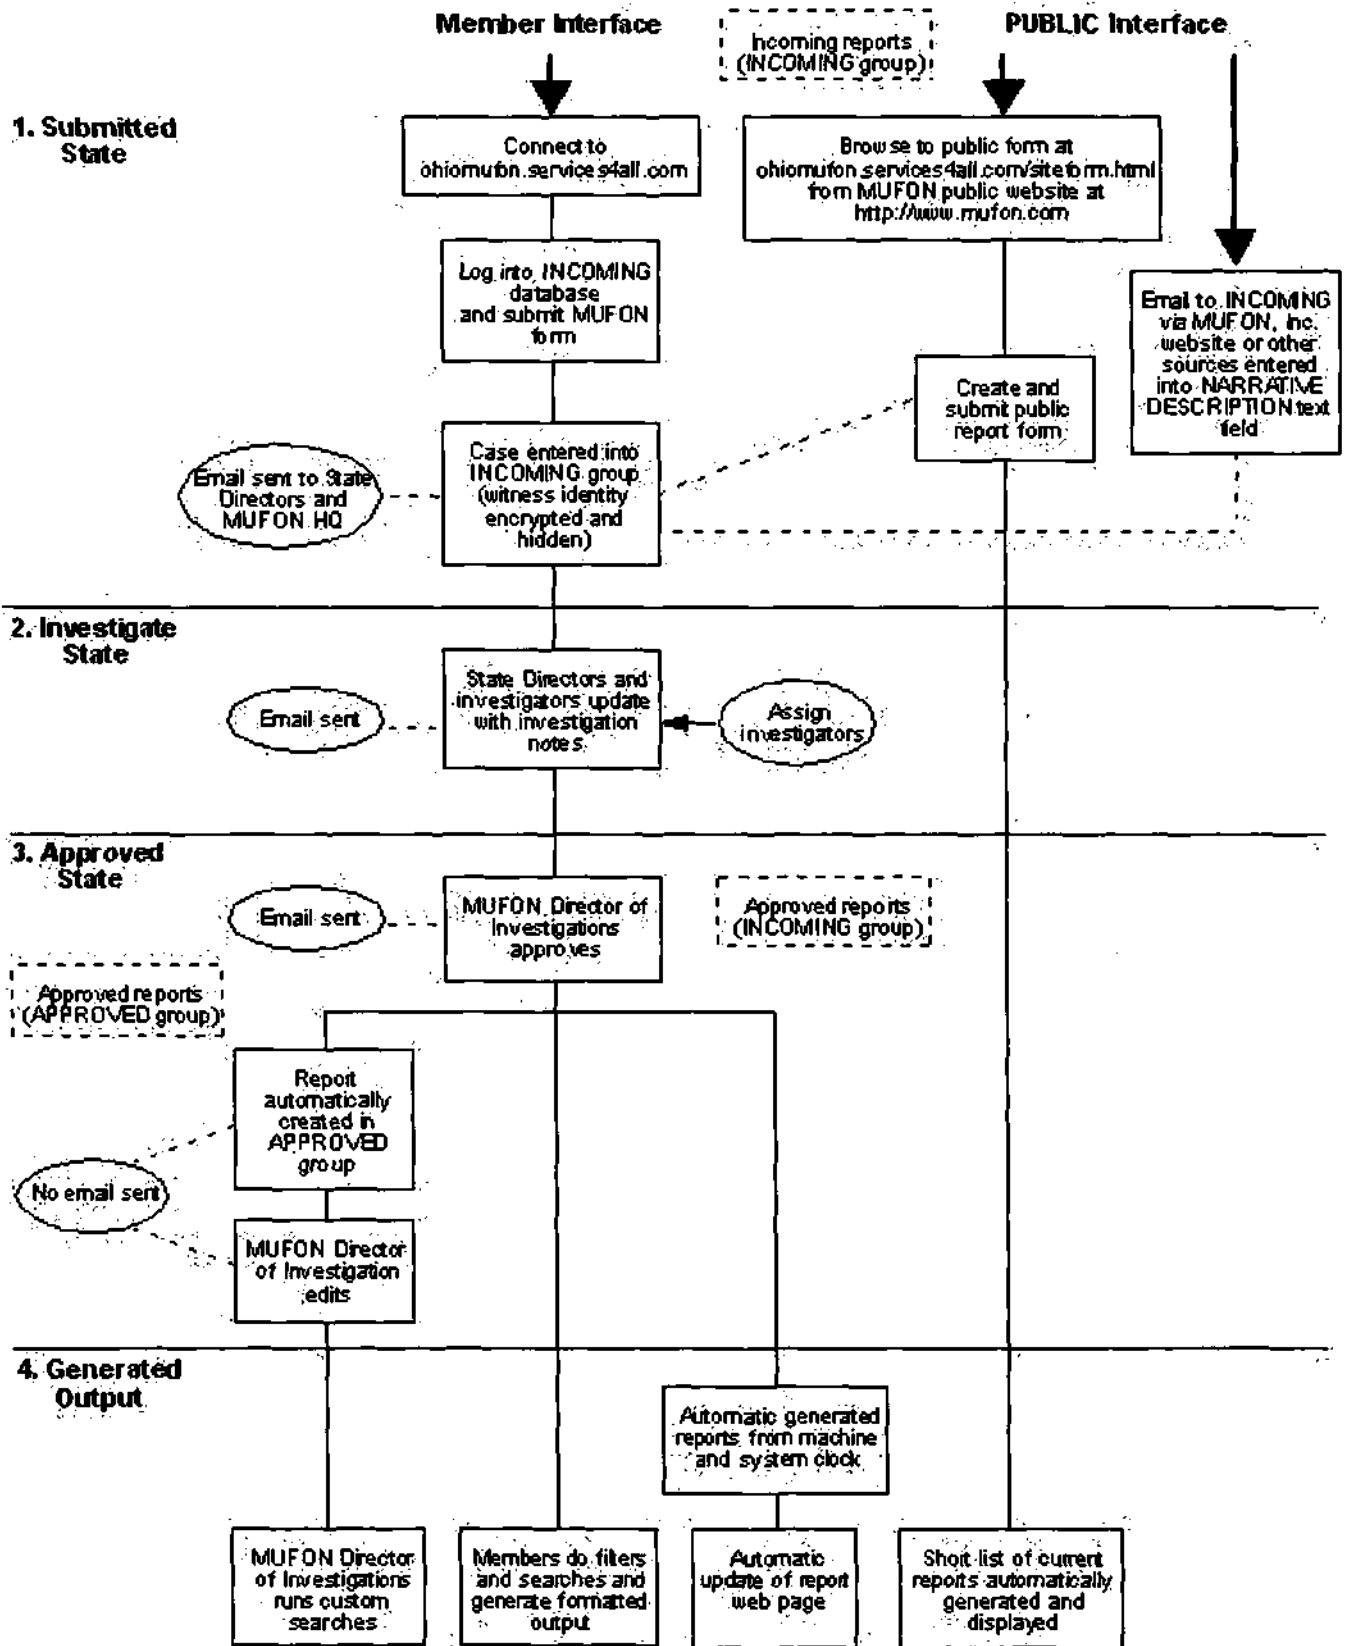 Member Interface
PUBLIC Interface
Incoming reports
(INCOMING group)
1. Submitted
State
Connect to
ohiomufon.services4all.com
Browse to public form at
ohiomufon.services4all.com/siteform.html
from MUFON public website at
http://www.mufon.com
Log into INCOMING
database
and submit MUFON
form
Email to INCOMING
via MUFON, Inc.
website or other
sources entered
into NARRATIVE
DESCRIPTION text
field
Create and
submit public
report form
Case entered into
INCOMING group
(witness identity
encrypted and
hidden)
Email sent to State
Directors and
MUFON HQ
2. Investigate
State
State Directors and
investigators update
with investigation
notes
Email sent
Assign
investigators
3. Approved
State
Email sent
MUFON Director of
Investigations
approves
Approved reports
(INCOMING group)
Approved reports
(APPROVED group)
Report
automatically
created in
APPROVED
group
No email sent
MUFON Director
of Investigation
edits
4. Generated
Output
Automatic generated
reports from machine
and system clock
MUFON Director
of Investigations
runs custom
searches
Members do filters
and searches and
generate formatted
output
Automatic
update of report
web page
Short list of current
reports automatically
generated and
displayed